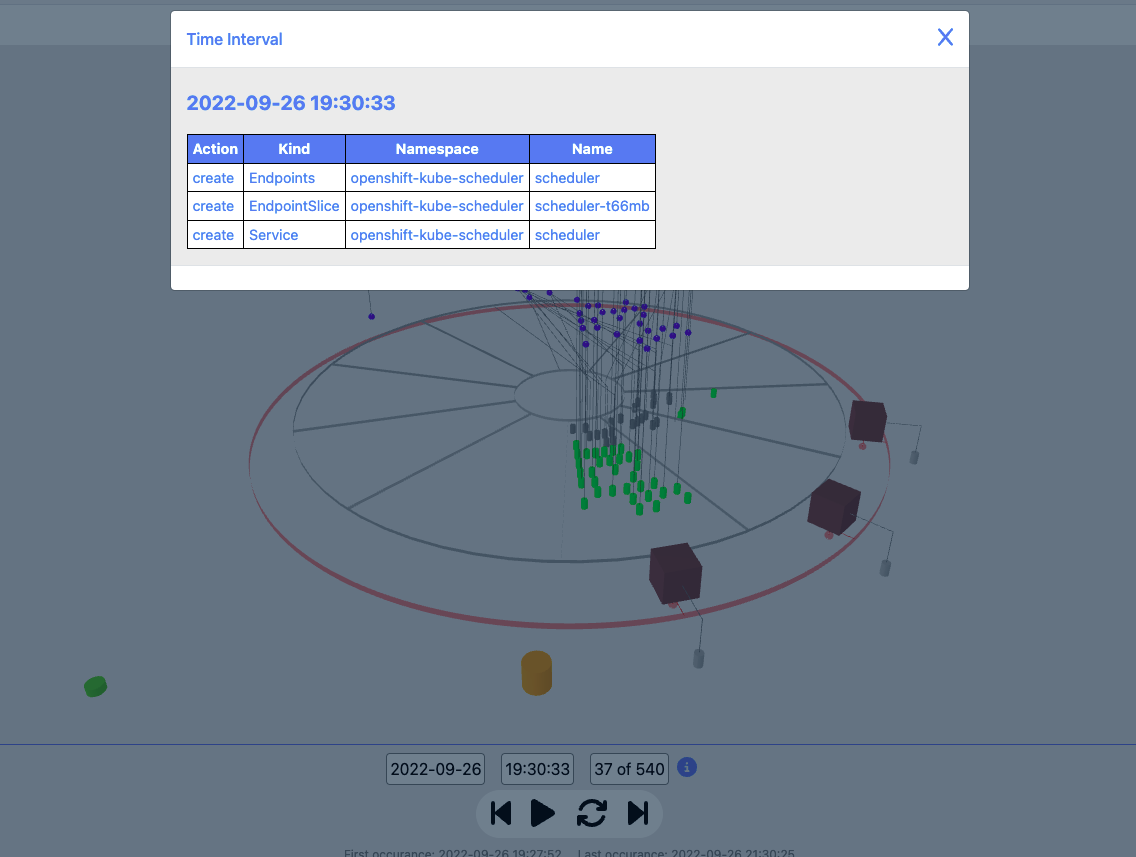 Time Interval X
2022-09-26 19:30:33
Action Kind Namespace Name
create Endpoints openshift-kube-scheduler scheduler
create EndpointSlice openshift-kube-scheduler scheduler-t66mb
create Service openshift-kube-scheduler scheduler
2022-09-26 19:30:33 37 of 540 i
First occurance: 2022-09-26 19:27:52 Last occurance: 2022-09-26 21:30:25